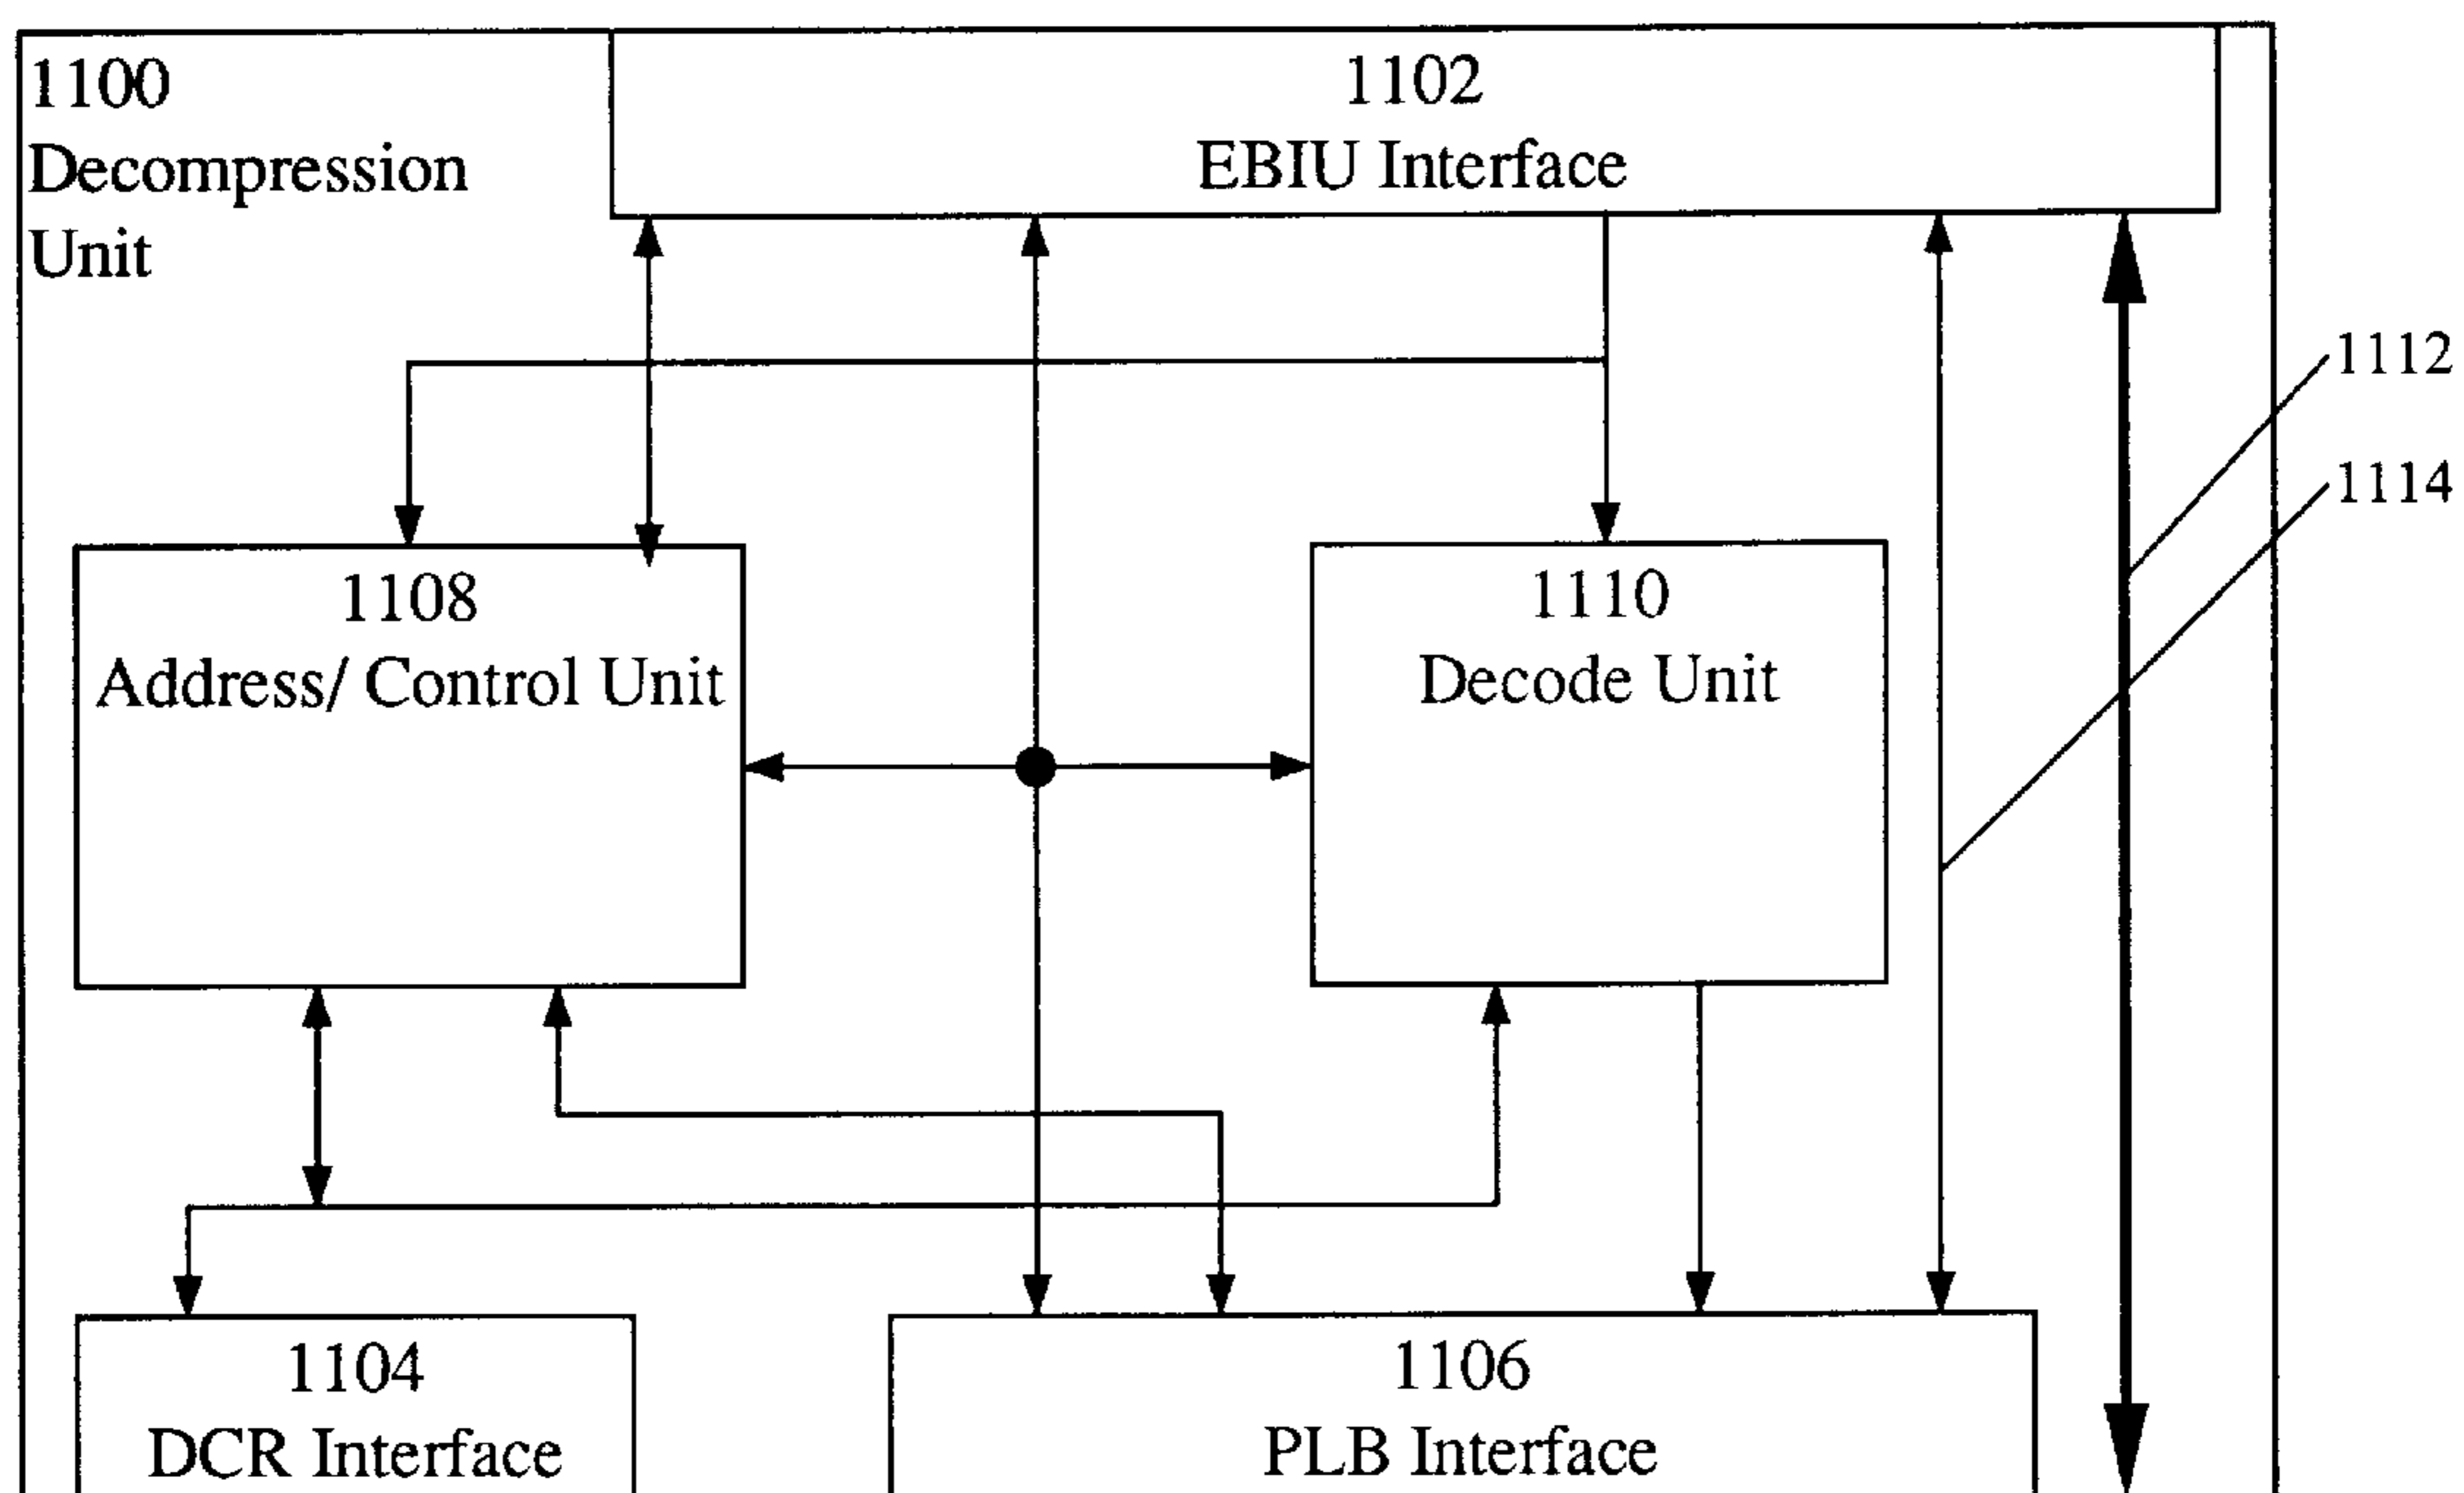 1100
Decompression
Unit
1102
EBIU Interface
1112
1114
1108
Address/ Control Unit
1110
Decode Unit
1104
DCR Interface
1106
PLB Interface